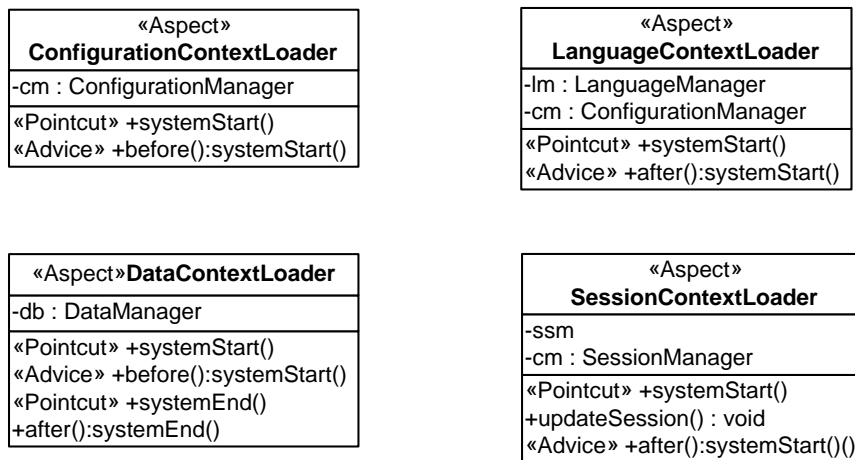 «Aspect»
ConfigurationContextLoader
-cm : ConfigurationManager
«Pointcut» +systemStart()
«Advice» +before():systemStart()
«Aspect»
LanguageContextLoader
-lm : LanguageManager
-cm : ConfigurationManager
«Pointcut» +systemStart()
«Advice» +after():systemStart()
«Aspect»DataContextLoader
-db : DataManager
«Pointcut» +systemStart()
«Advice» +before():systemStart()
«Pointcut» +systemEnd()
+after():systemEnd()
«Aspect»
SessionContextLoader
-ssm
-cm : SessionManager
«Pointcut» +systemStart()
+updateSession() : void
«Advice» +after():systemStart()()